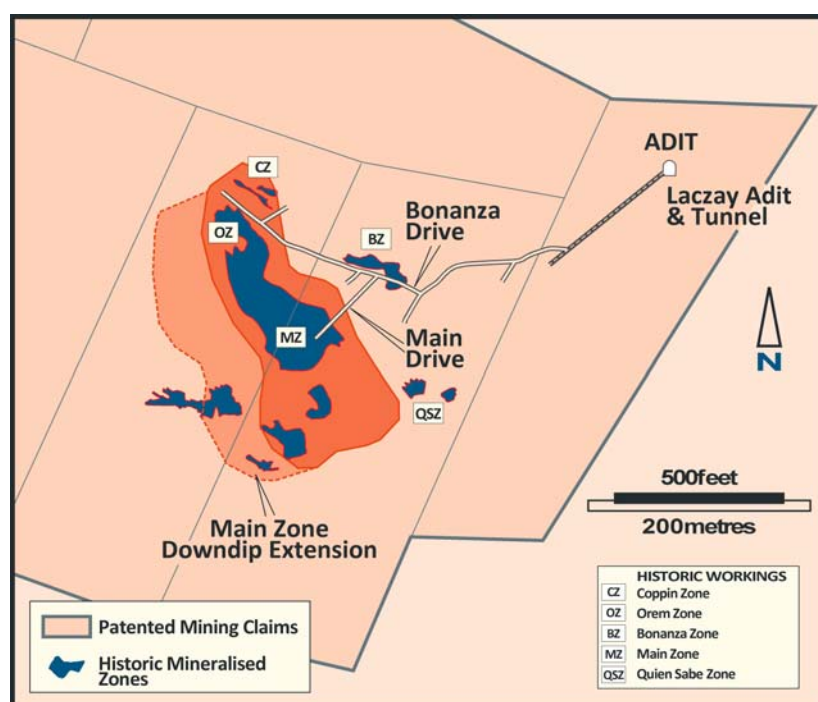 CZ
ADIT
Laczay Adit
& Tunnel
Bonanza
Drive
OZ
BZ
MZ
Main
Drive
N
QSZ
500feet
200metres
Main Zone
Downdip Extension
HISTORIC WORKINGS
CZ Coppin Zone
OZ Orem Zone
BZ Bonanza Zone
MZ Main Zone
QSZ Quien Sabe Zone
Patented Mining Claims
Historic Mineralised
Zones